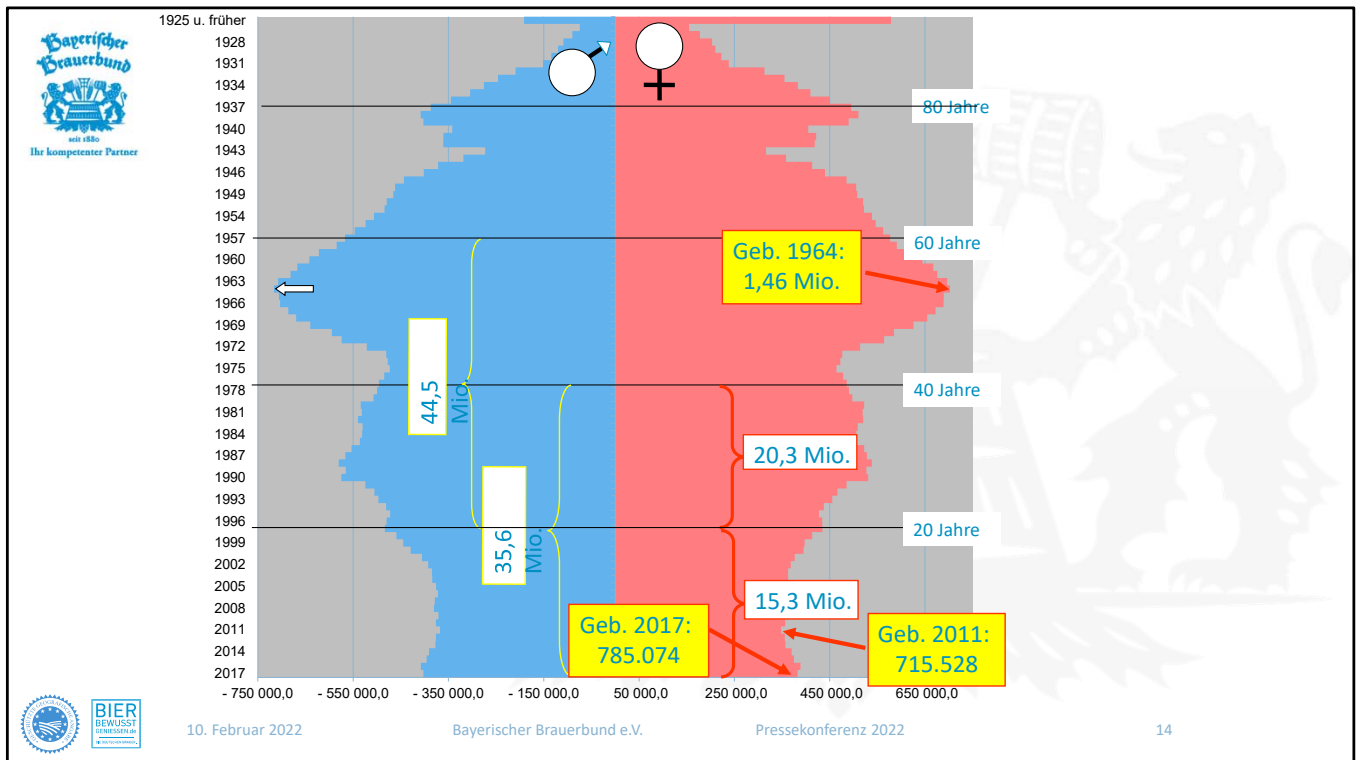 Bayerischer
Brauerbund
seit 1880
Ihr kompetenter Partner
1925 u. früher
1928
1931
1934
1937
1940
1943
1946
1949
1954
1957
1960
1963
1966
1969
1972
1975
1978
1981
1984
1987
1990
1993
1996
1999
2002
2005
2008
2011
2014
2017
80 Jahre
60 Jahre
40 Jahre
20 Jahre
Geb. 1964:
1,46 Mio.
44,5
Mio.
35,6
Mio.
20,3 Mio.
15,3 Mio.
Geb. 2017:
785.074
Geb. 2011:
715.528
- 750 000,0
- 550 000,0
- 350 000,0
- 150 000,0
50 000,0
250 000,0
450 000,0
650 000,0
BIER
BEWUSST
GENIESSEN.de
10. Februar 2022
Bayerischer Brauerbund e.V.
Pressekonferenz 2022
14